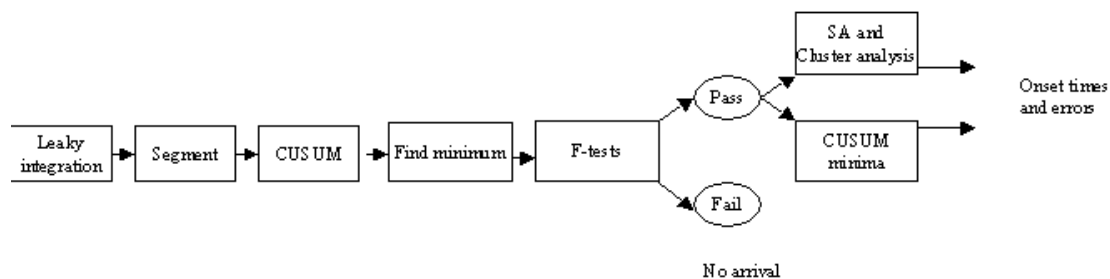 Leaky
integration
Segment
CUSUM
Find minimum
F-tests
Pass
Fail
No arrival
SA and
Cluster analysis
CUSUM
minima
Onset times
and errors